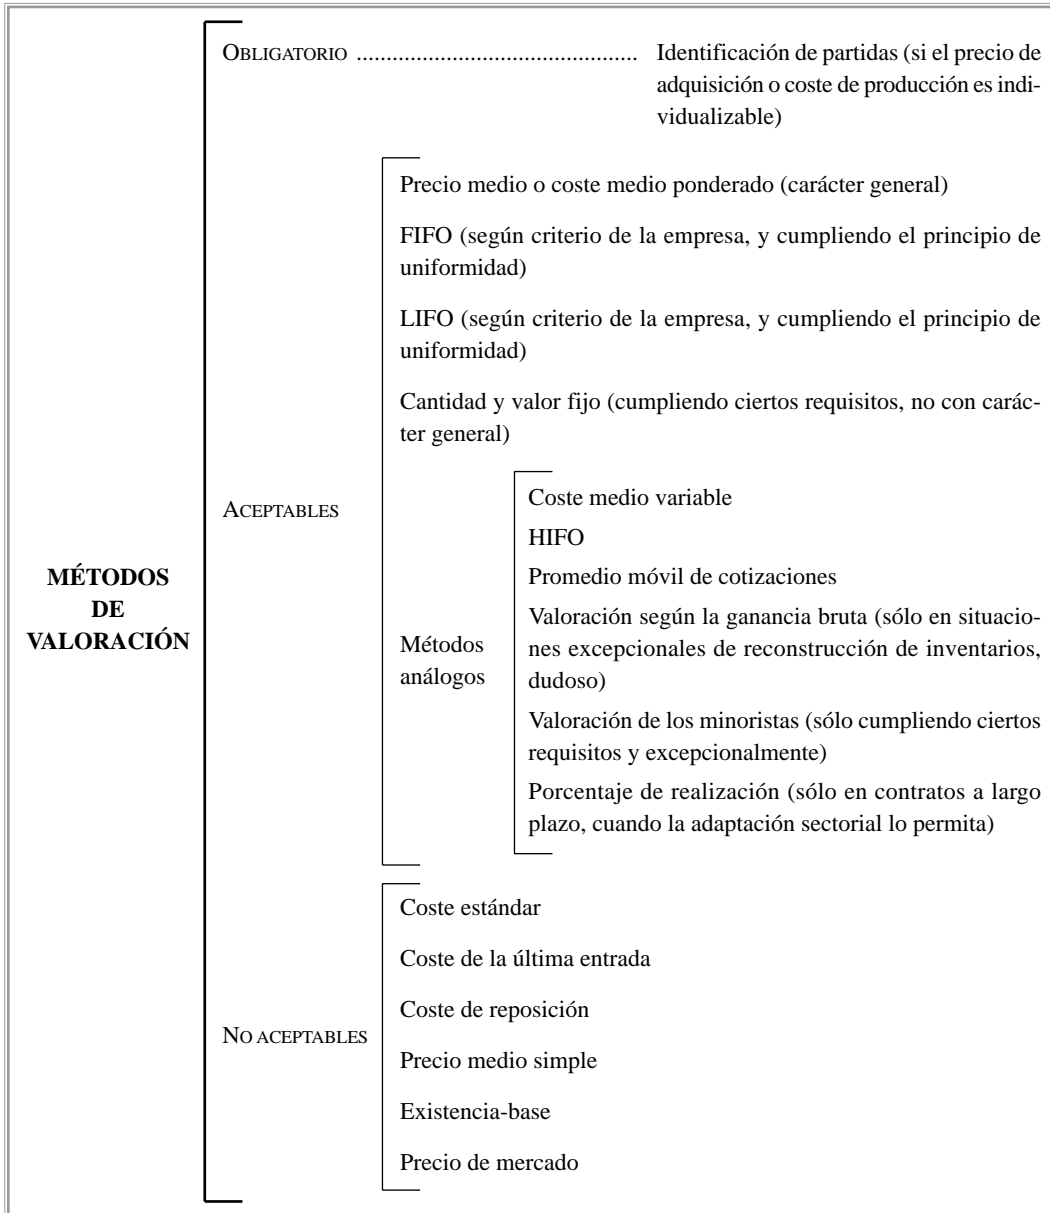 OBLIGATORIO ............................................... Identificación de partidas (si el precio de
adquisición o coste de producción es indi-
vidualizable)
Precio medio o coste medio ponderado (carácter general)
FIFO (según criterio de la empresa, y cumpliendo el principio de
uniformidad)
LIFO (según criterio de la empresa, y cumpliendo el principio de
uniformidad)
Cantidad y valor fijo (cumpliendo ciertos requisitos, no con carác-
ter general)
ACEPTABLES
Coste medio variable
HIFO
Promedio móvil de cotizaciones
MÉTODOS
DE
VALORACIÓN
Métodos
análogos
Valoración según la ganancia bruta (sólo en situacio-
nes excepcionales de reconstrucción de inventarios,
dudoso)
Valoración de los minoristas (sólo cumpliendo ciertos
requisitos y excepcionalmente)
Porcentaje de realización (sólo en contratos a largo
plazo, cuando la adaptación sectorial lo permita)
NO ACEPTABLES
Coste estándar
Coste de la última entrada
Coste de reposición
Precio medio simple
Existencia-base
Precio de mercado